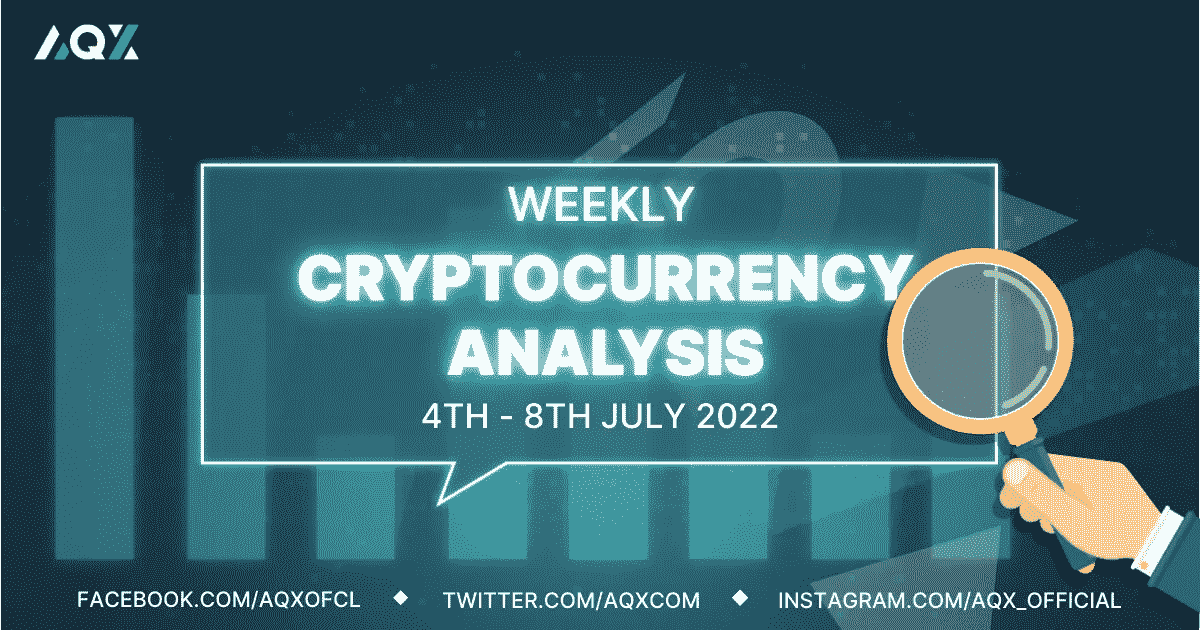 AQX
WEEKLY
CRYPTOCURRENCY
ANALYSIS
4TH - 8TH JULY 2022
FACEBOOK.COM/AQXOFCL ◆ TWITTER.COM/AQXCOM ◆ INSTAGRAM.COM/AQX_OFFICIAL